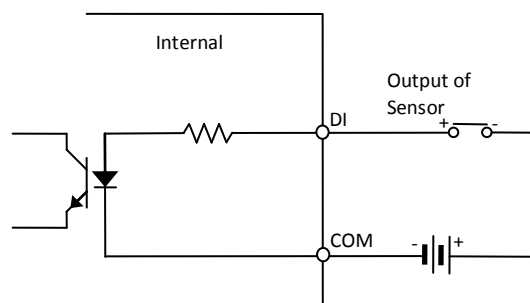 Internal
Output of
Sensor
DI
+ -
COM
- +